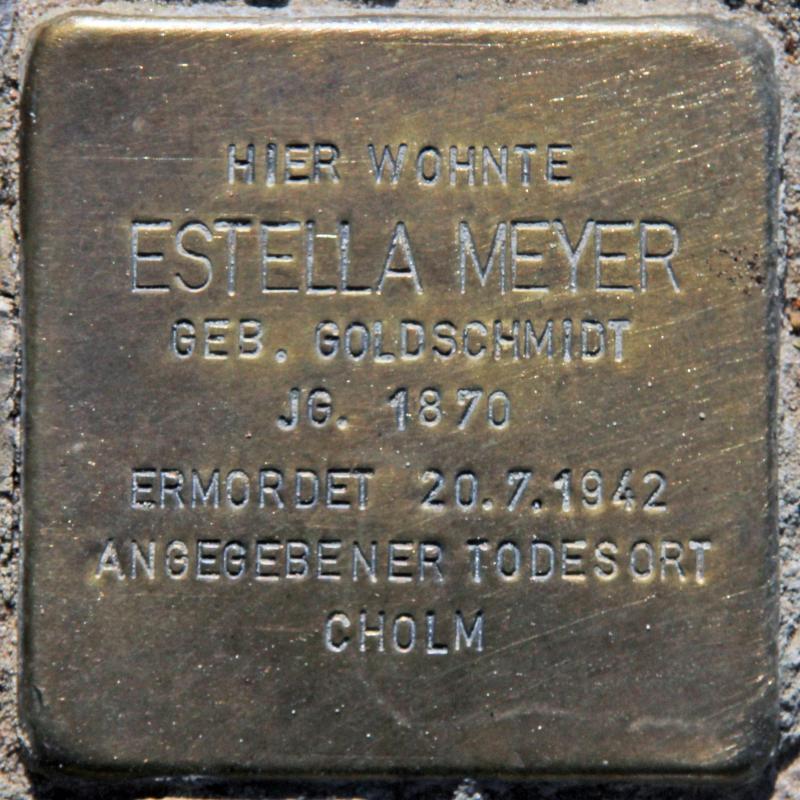 HIER WOHNTE
ESTELLA MEYER
GEB. GOLDSCHMIDT
JG. 1870
ERMORDET 20.7.1942
ANGEGEBENER TODESORT
CHOLM